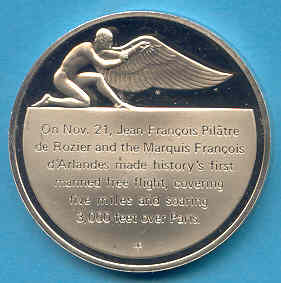 On Nov. 21, Jean François Pilâtre
de Rozier and the Marquis François
d'Arlandes made history's first
manned free flight, covering
five miles and soaring
3,000 feet over Paris.